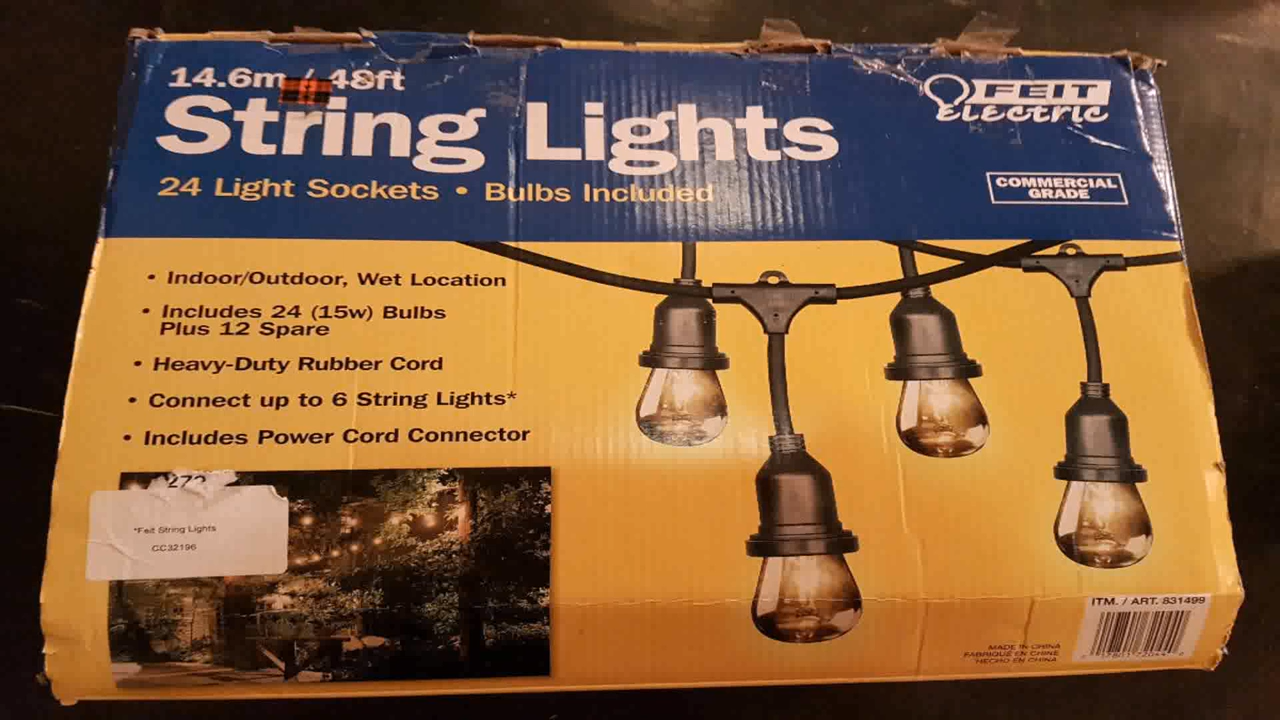 14.6m / 48ft
String Lights
24 Light Sockets • Bulbs Included
FEIT
Electric
COMMERCIAL
GRADE
• Indoor/Outdoor, Wet Location
• Includes 24 (15w) Bulbs
Plus 12 Spare
• Heavy-Duty Rubber Cord
• Connect up to 6 String Lights*
• Includes Power Cord Connector
*Feit String Lights
CC32196
ITM. / ART. 831499
MADE IN CHINA
FABRIQUÉ EN CHINE
HECHO EN CHINA